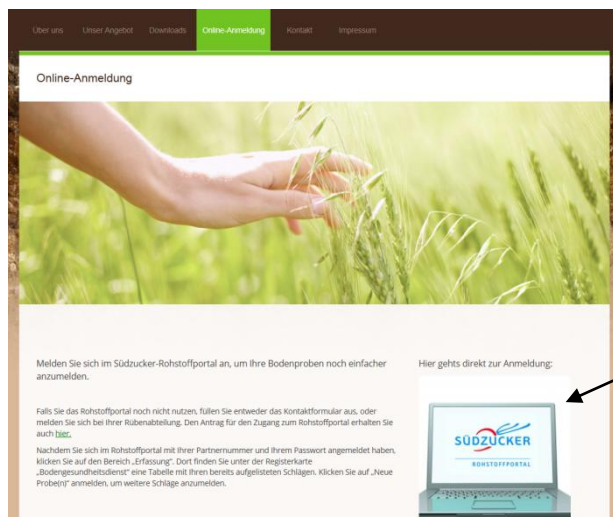 Über uns Unser Angebot Downloads Online-Anmeldung Kontakt Impressum
Online-Anmeldung
Melden Sie sich im Südzucker-Rohstoffportal an, um Ihre Bodenproben noch einfacher
anzumelden.
Falls Sie das Rohstoffportal noch nicht nutzen, füllen Sie entweder das Kontaktformular aus, oder
melden Sie sich bei Ihrer Rübenabteilung. Den Antrag für den Zugang zum Rohstoffportal erhalten Sie
auch hier.
Nachdem Sie sich im Rohstoffportal mit Ihrer Partnernummer und Ihrem Passwort angemeldet haben,
klicken Sie auf den Bereich „Erfassung". Dort finden Sie unter der Registerkarte
„Bodengesundheitsdienst" eine Tabelle mit Ihren bereits aufgelisteten Schlägen. Klicken Sie auf „Neue
Probe(n)" anmelden, um weitere Schläge anzumelden.
Hier gehts direkt zur Anmeldung:
SÜDZUCKER
ROHSTOFFPORTAL